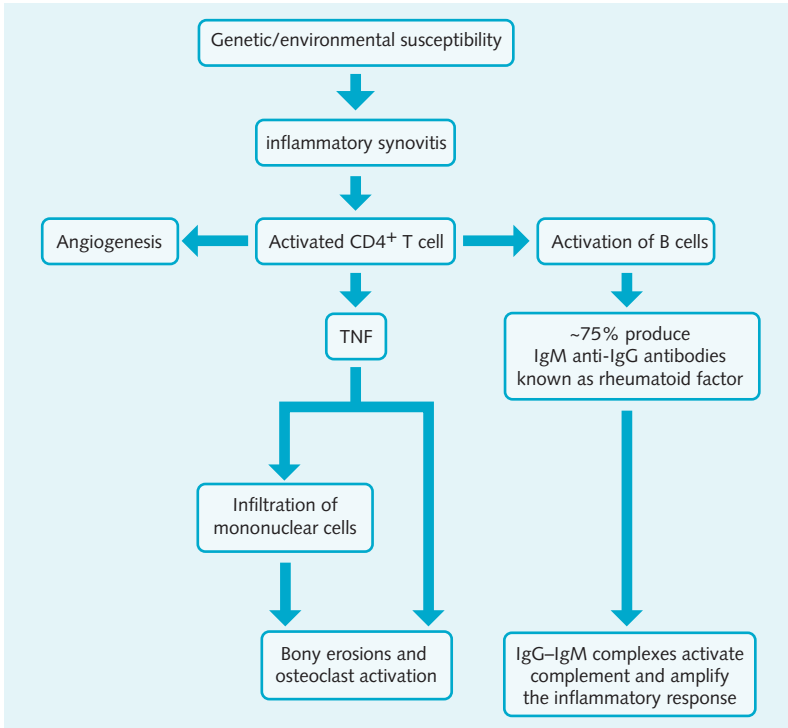 Genetic/environmental susceptibility
inflammatory synovitis
Angiogenesis
Activated CD4+ T cell
Activation of B cells
TNF
~75% produce
IgM anti-IgG antibodies
known as rheumatoid factor
Infiltration of
mononuclear cells
Bony erosions and
osteoclast activation
IgG–IgM complexes activate
complement and amplify
the inflammatory response